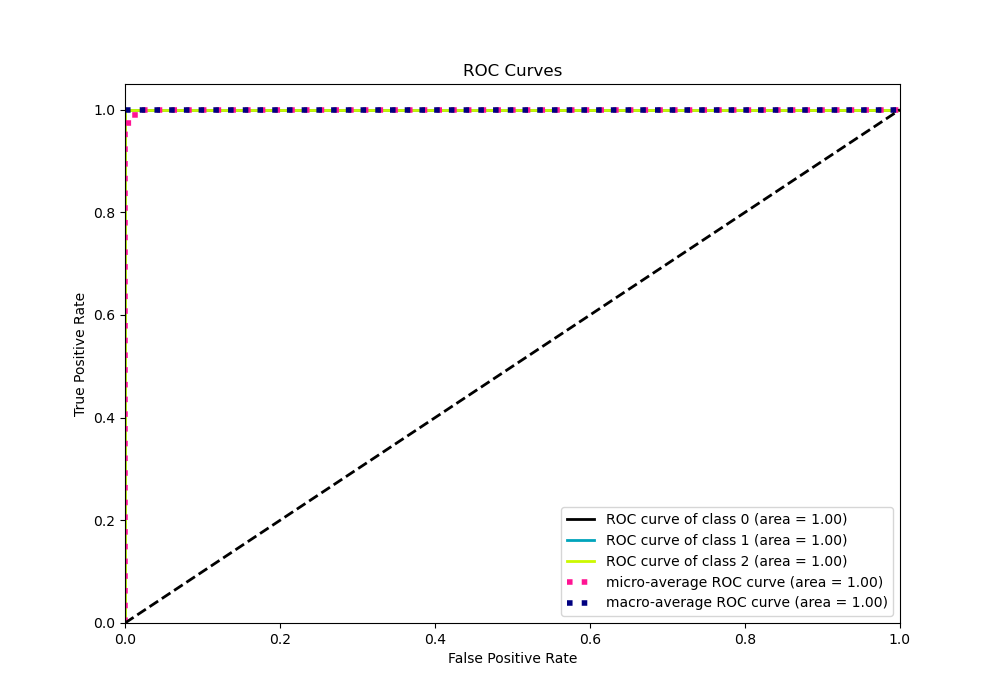 ROC Curves
True Positive Rate
1.0
0.8
0.6
0.4
0.2
0.0
0.0 0.2 0.4 0.6 0.8 1.0
False Positive Rate
ROC curve of class 0 (area = 1.00)
ROC curve of class 1 (area = 1.00)
ROC curve of class 2 (area = 1.00)
micro-average ROC curve (area = 1.00)
macro-average ROC curve (area = 1.00)